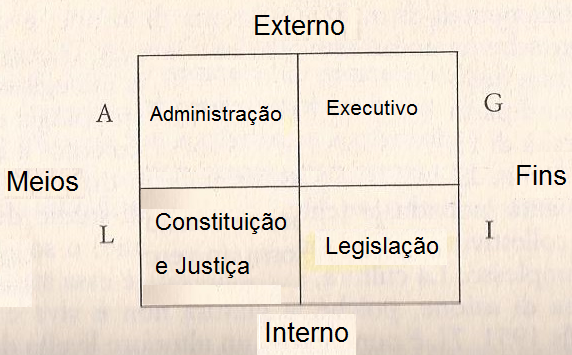 Externo
A
Administração
Executivo
G
Meios
Fins
L
Constituição
e Justiça
Legislação
I
Interno